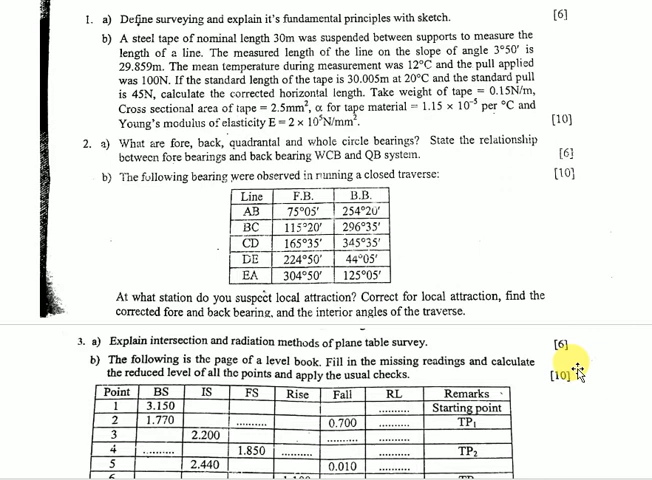 1. a) Define surveying and explain it's fundamental principles with sketch. [6]
b) A steel tape of nominal length 30m was suspended between supports to measure the
length of a line. The measured length of the line on the slope of angle 3°50' is
29.859m. The mean temperature during measurement was 12°C and the pull applied
was 100N. If the standard length of the tape is 30.005m at 20°C and the standard pull
is 45N, calculate the corrected horizontal length. Take weight of tape = 0.15N/m,
Cross sectional area of tape = 2.5mm², α for tape material = 1.15 × 10⁻⁵ per °C and
Young's modulus of elasticity E = 2 × 10⁵N/mm². [10]
2. a) What are fore, back, quadrantal and whole circle bearings? State the relationship
between fore bearings and back bearing WCB and QB system. [6]
b) The following bearing were observed in running a closed traverse: [10]
Line F.B. B.B.
AB 75°05' 254°20'
BC 115°20' 296°35'
CD 165°35' 345°35'
DE 224°50' 44°05'
EA 304°50' 125°05'
At what station do you suspect local attraction? Correct for local attraction, find the
corrected fore and back bearing, and the interior angles of the traverse.
3. a) Explain intersection and radiation methods of plane table survey. [6]
b) The following is the page of a level book. Fill in the missing readings and calculate
the reduced level of all the points and apply the usual checks. [10]
Point BS IS FS Rise Fall RL Remarks
1 3.150 .......... Starting point
2 1.770 .......... 0.700 .......... TP₁
3 2.200 .......... ..........
4 .......... 1.850 .......... .......... TP₂
5 2.440 0.010 ..........